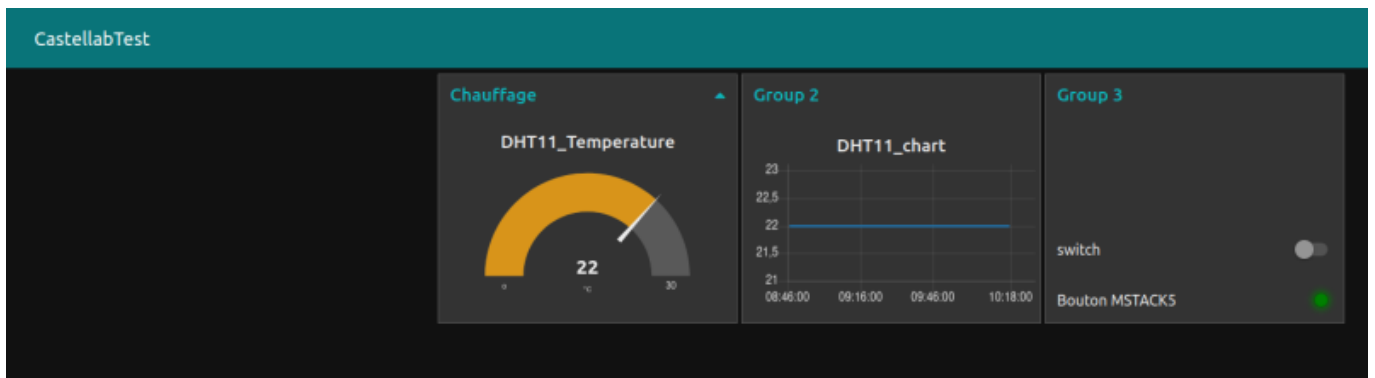 CastellabTest
Chauffage
DHT11_Temperature
22
0
°C
30
Group 2
DHT11_chart
23
22,5
22
21,5
21
08:46:00 09:16:00 09:46:00 10:18:00
Group 3
switch
Bouton MSTACK5